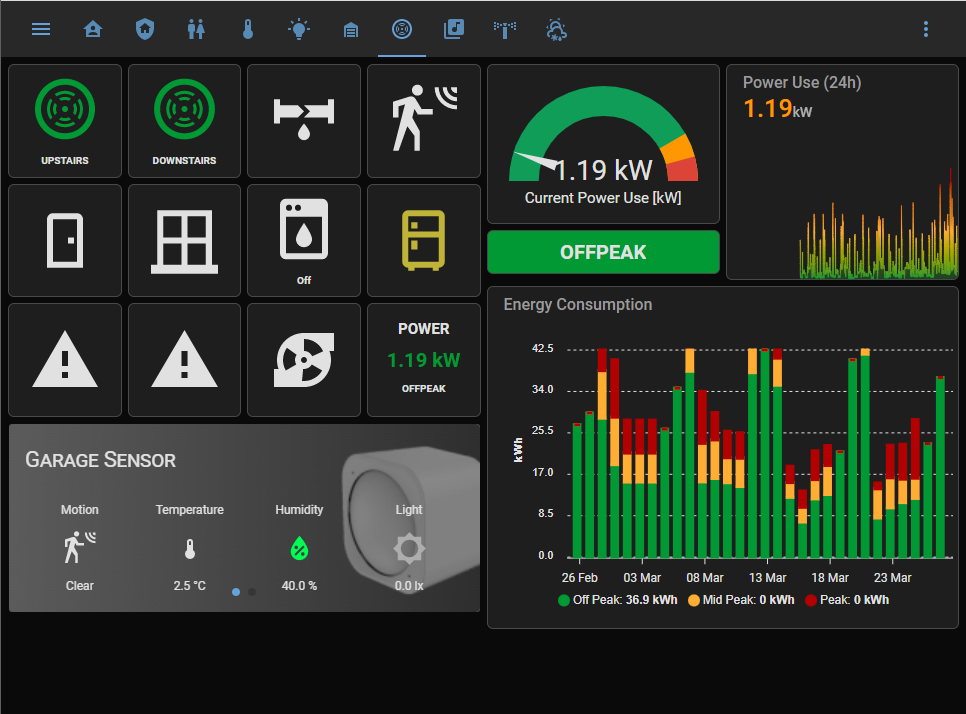 UPSTAIRS
DOWNSTAIRS
Off
POWER
1.19 kW
OFFPEAK
1.19 kW
Current Power Use [kW]
OFFPEAK
Power Use (24h)
1.19kW
Energy Consumption
42.5
34.0
25.5
17.0
8.5
0.0
kWh
26 Feb 03 Mar 08 Mar 13 Mar 18 Mar 23 Mar
Off Peak: 36.9 kWh Mid Peak: 0 kWh Peak: 0 kWh
GARAGE SENSOR
Motion Temperature Humidity Light
Clear 2.5 °C 40.0 % 0.0 lx